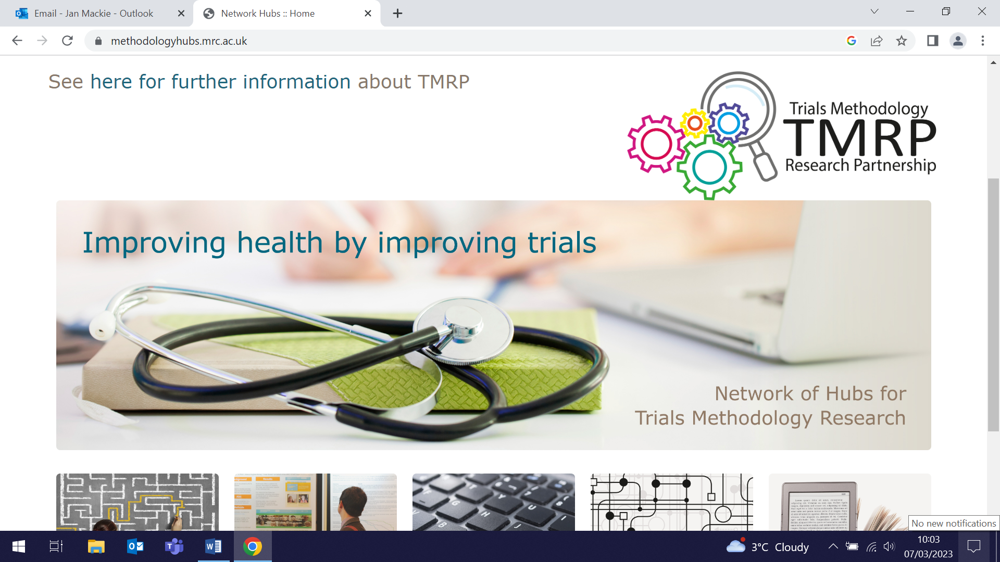 Email - Jan Mackie - Outlook
Network Hubs :: Home
methodologyhubs.mrc.ac.uk
See here for further information about TMRP
Trials Methodology
TMRP
Research Partnership
Improving health by improving trials
Network of Hubs for
Trials Methodology Research
Results
F
G
H
Y
U
J
I
B
No new notifications
3°C Cloudy
10:03
07/03/2023